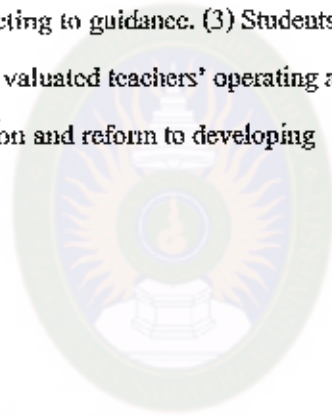 cting to guidance. (3) Students
valuated teachers' operating a
on and reform to developing